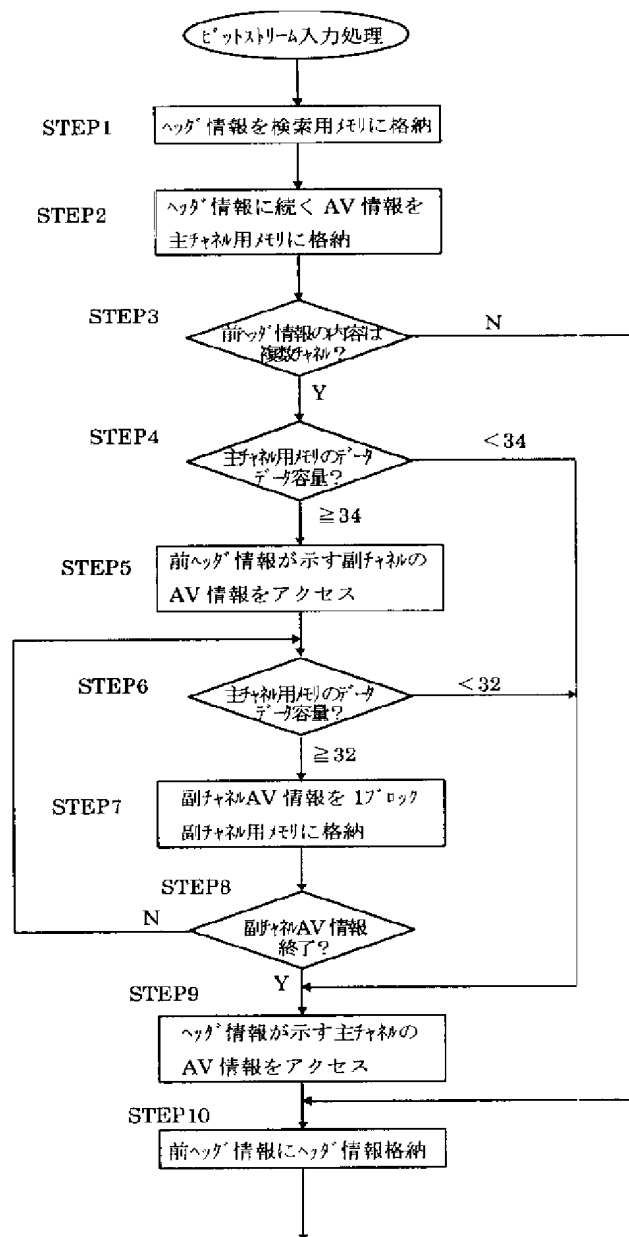 ビットストリーム入力処理
STEP1
ヘッダ情報を検索用メモリに格納
STEP2
ヘッダ情報に続く AV 情報を
主チャネル用メモリに格納
STEP3
前ヘッダ情報の内容は
複数チャネル？
N
Y
STEP4
主チャネル用メモリのデータ
データ容量？
＜34
≧34
STEP5
前ヘッダ情報が示す副チャネルの
AV 情報をアクセス
STEP6
主チャネル用メモリのデータ
データ容量？
＜32
≧32
STEP7
副チャネルAV 情報を 1ブロック
副チャネル用メモリに格納
STEP8
副チャネルAV 情報
終了？
N
Y
STEP9
ヘッダ情報が示す主チャネルの
AV 情報をアクセス
STEP10
前ヘッダ情報にヘッダ情報格納